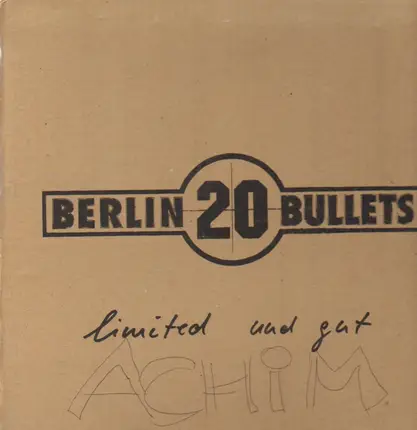 BERLIN 20 BULLETS
limited und gut
ACHIM.